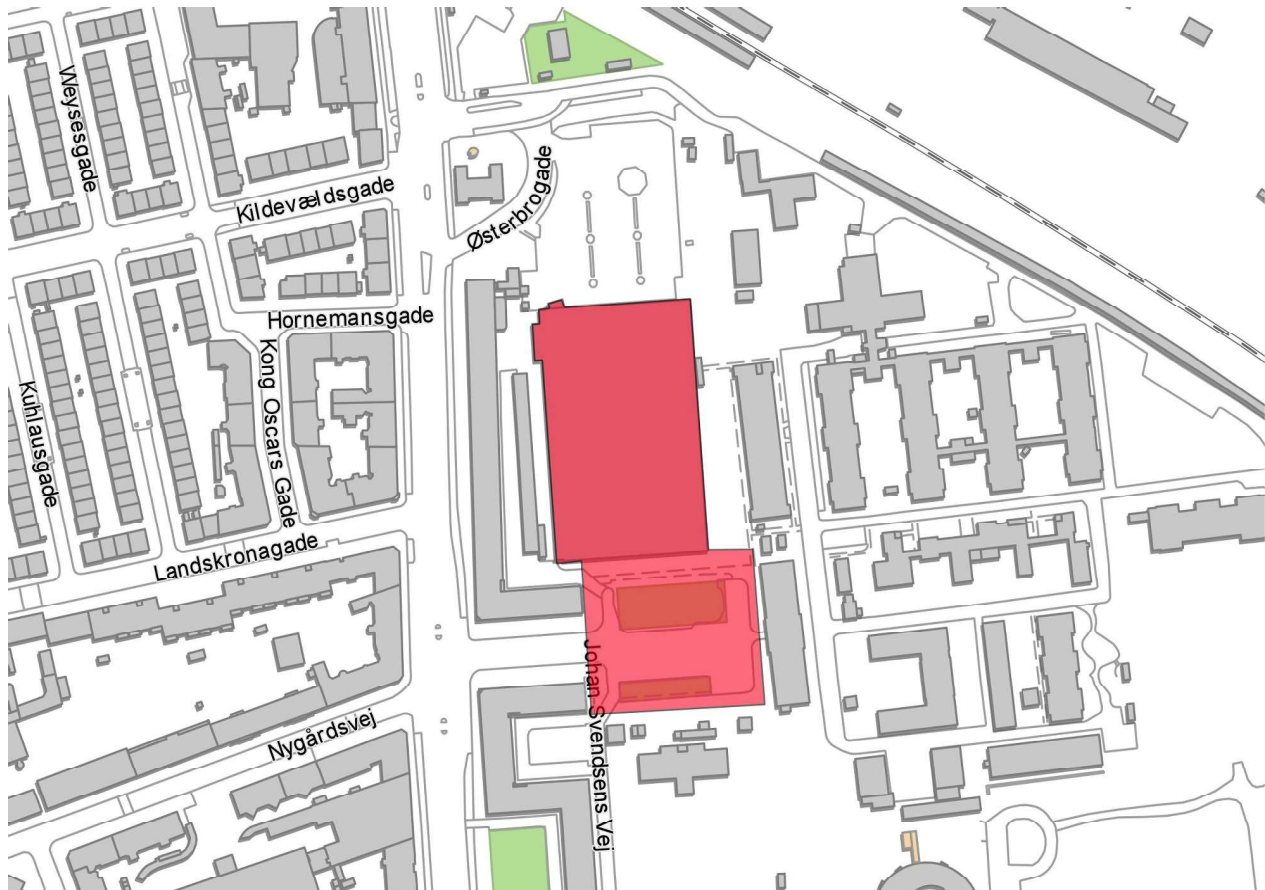 Weysesgade
Kildevældsgade
Østerbrogade
Hornemansgade
Kong Oscars Gade
Kuhlausgade
Landskronagade
Johan Svendsens Vej
Nygårdsvej